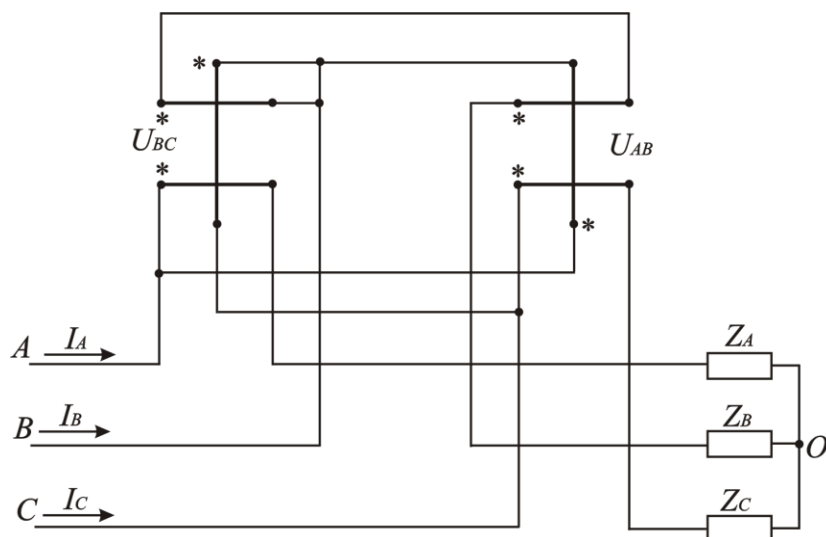 *
*
*
U_BC
U_AB
*
*
*
A I_A
Z_A
B I_B
Z_B
O
C I_C
Z_C